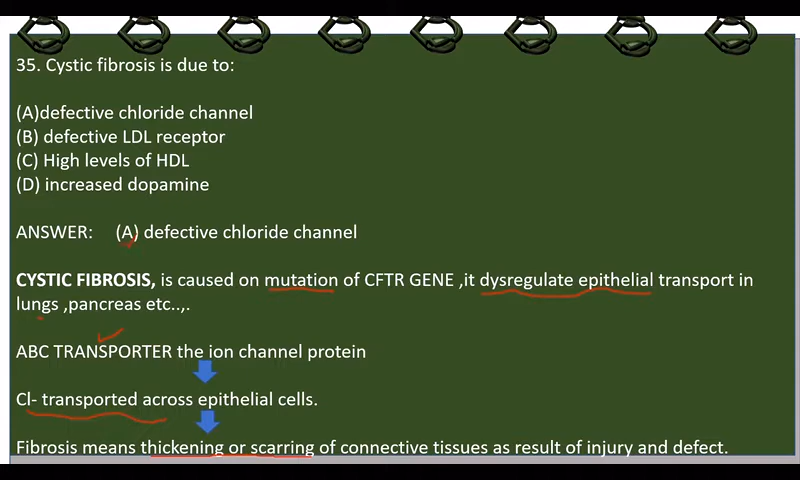 35. Cystic fibrosis is due to:
(A)defective chloride channel
(B) defective LDL receptor
(C) High levels of HDL
(D) increased dopamine
ANSWER: (A) defective chloride channel
CYSTIC FIBROSIS, is caused on mutation of CFTR GENE ,it dysregulate epithelial transport in
lungs ,pancreas etc..,.
ABC TRANSPORTER the ion channel protein
Cl- transported across epithelial cells.
Fibrosis means thickening or scarring of connective tissues as result of injury and defect.